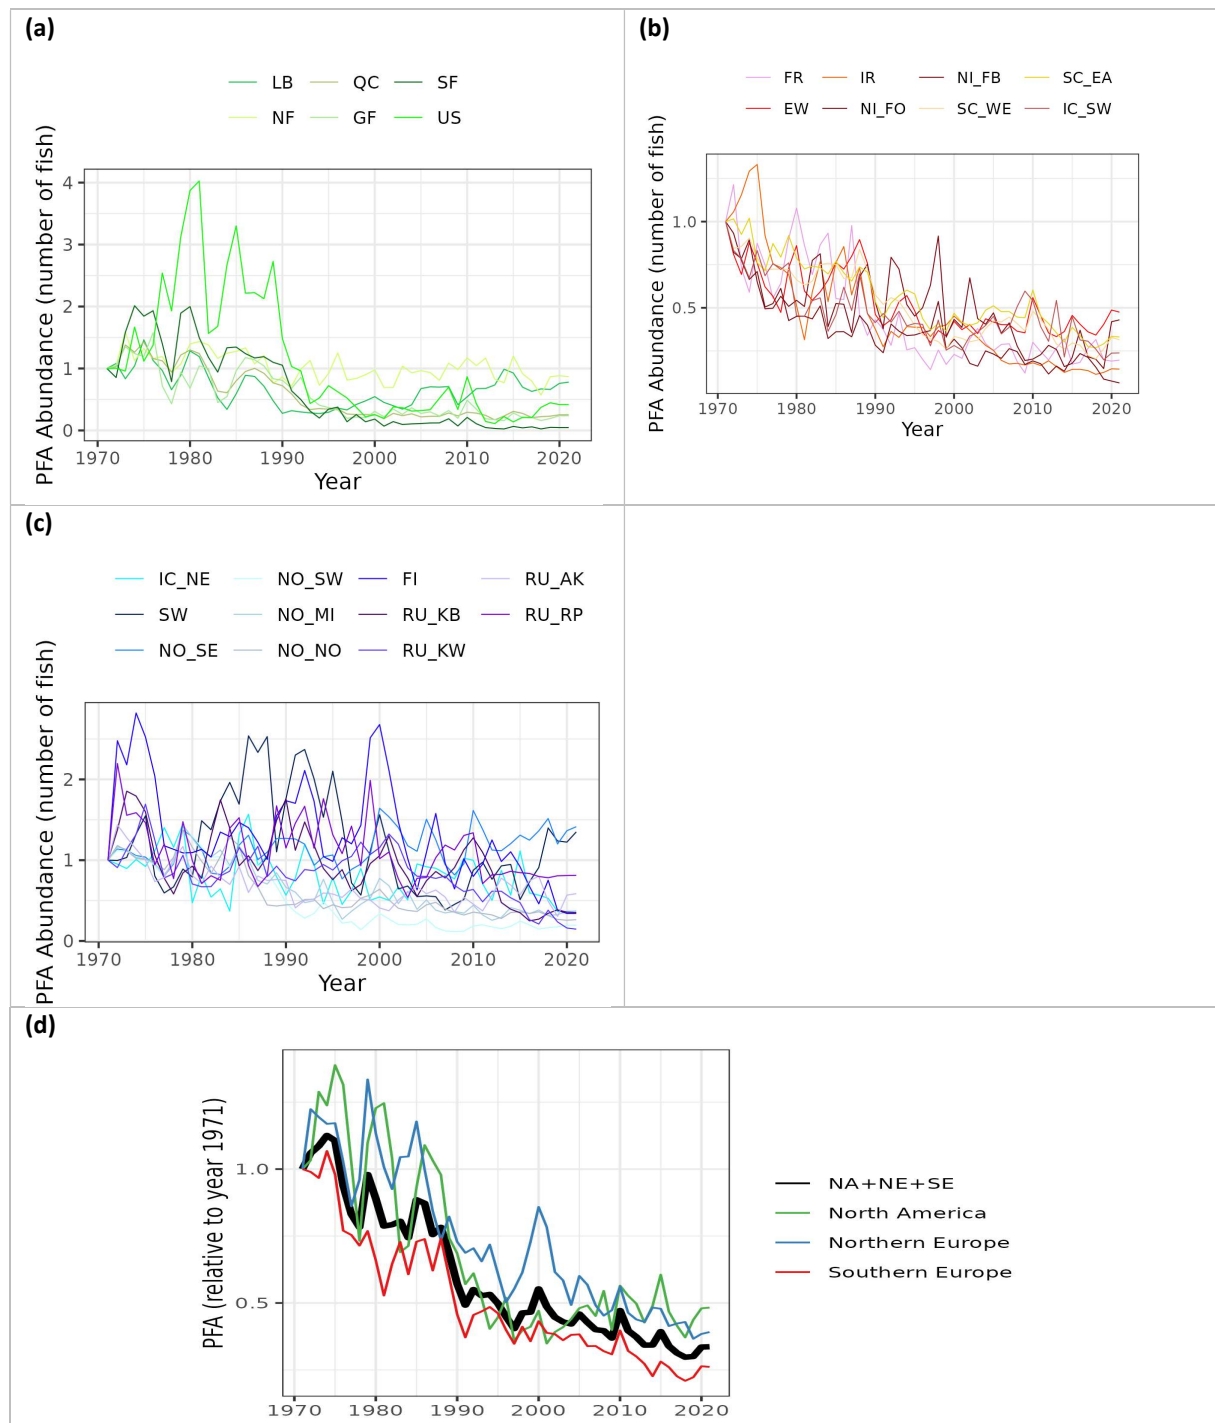 (a)
LB QC SF
NF GF US
PFA Abundance (number of fish)
4
3
2
1
0
1970 1980 1990 2000 2010 2020
Year
(b)
FR IR NI_FB SC_EA
EW NI_FO SC_WE IC_SW
PFA Abundance (number of fish)
1.0
0.5
1970 1980 1990 2000 2010 2020
Year
(c)
IC_NE NO_SW FI RU_AK
SW NO_MI RU_KB RU_RP
NO_SE NO_NO RU_KW
PFA Abundance (number of fish)
2
1
0
1970 1980 1990 2000 2010 2020
Year
(d)
PFA (relative to year 1971)
1.0
0.5
1970 1980 1990 2000 2010 2020
NA+NE+SE
North America
Northern Europe
Southern Europe